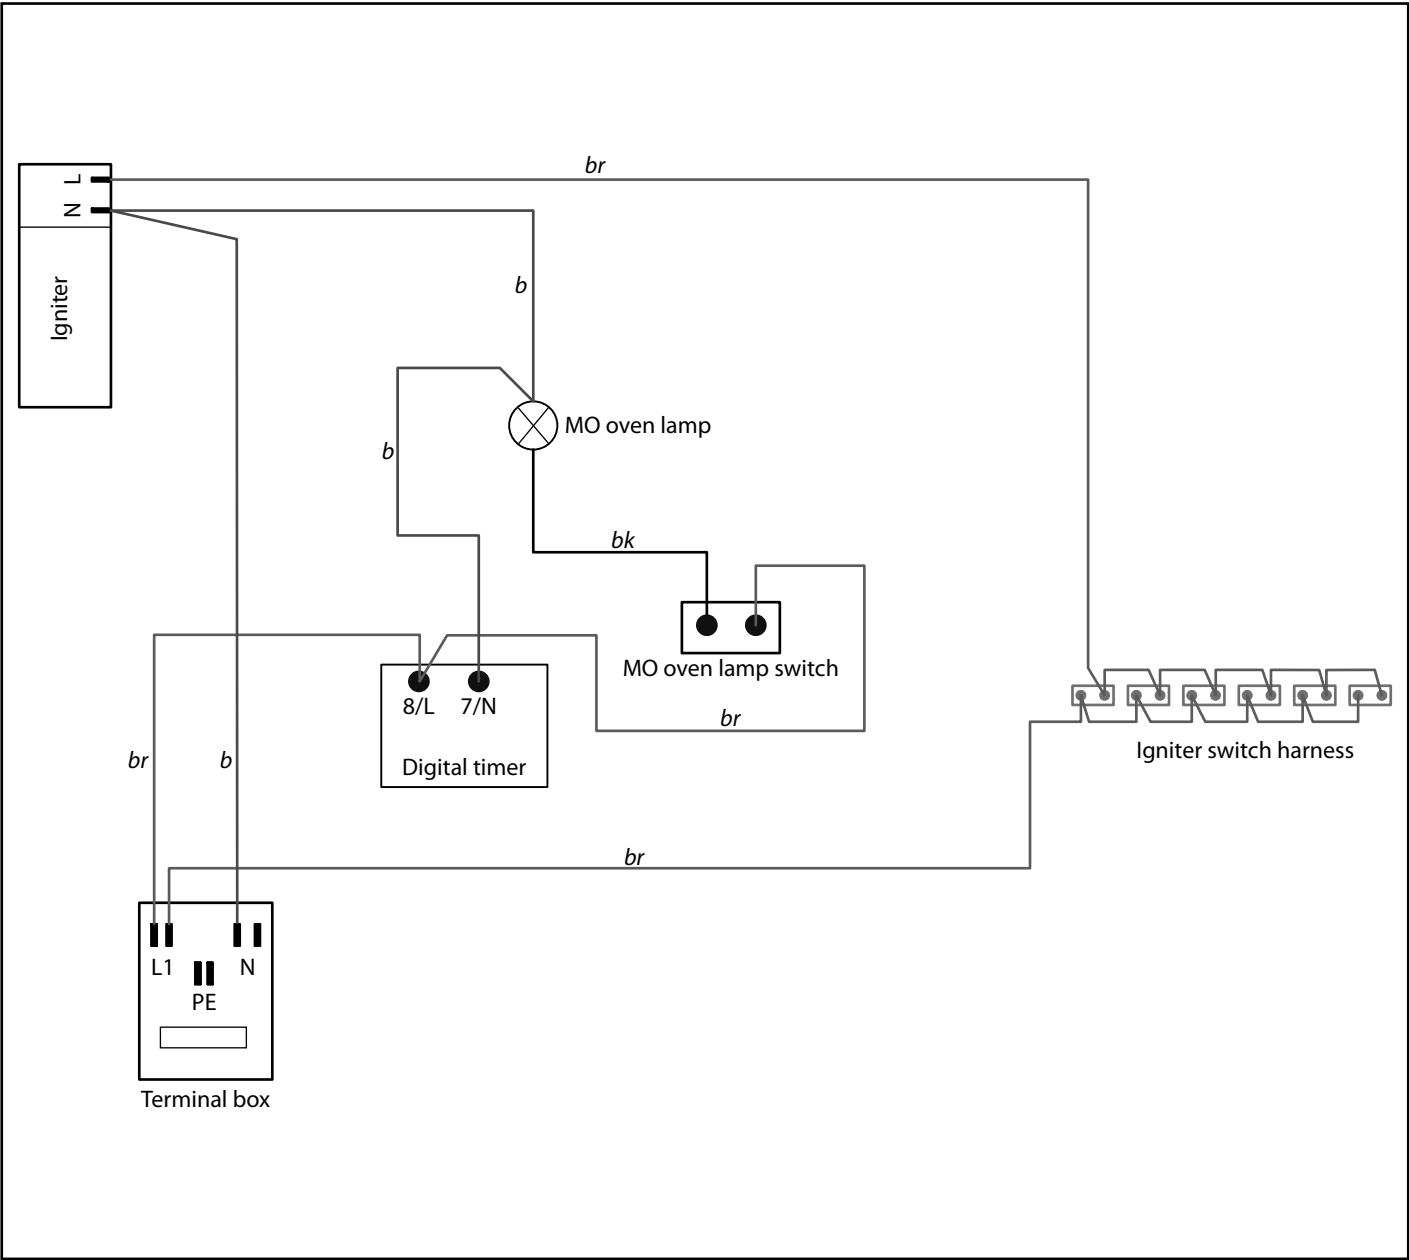 br
L
N
Igniter
b
MO oven lamp
b
bk
MO oven lamp switch
8/L 7/N
br
Digital timer
Igniter switch harness
br
b
br
L1
N
PE
Terminal box